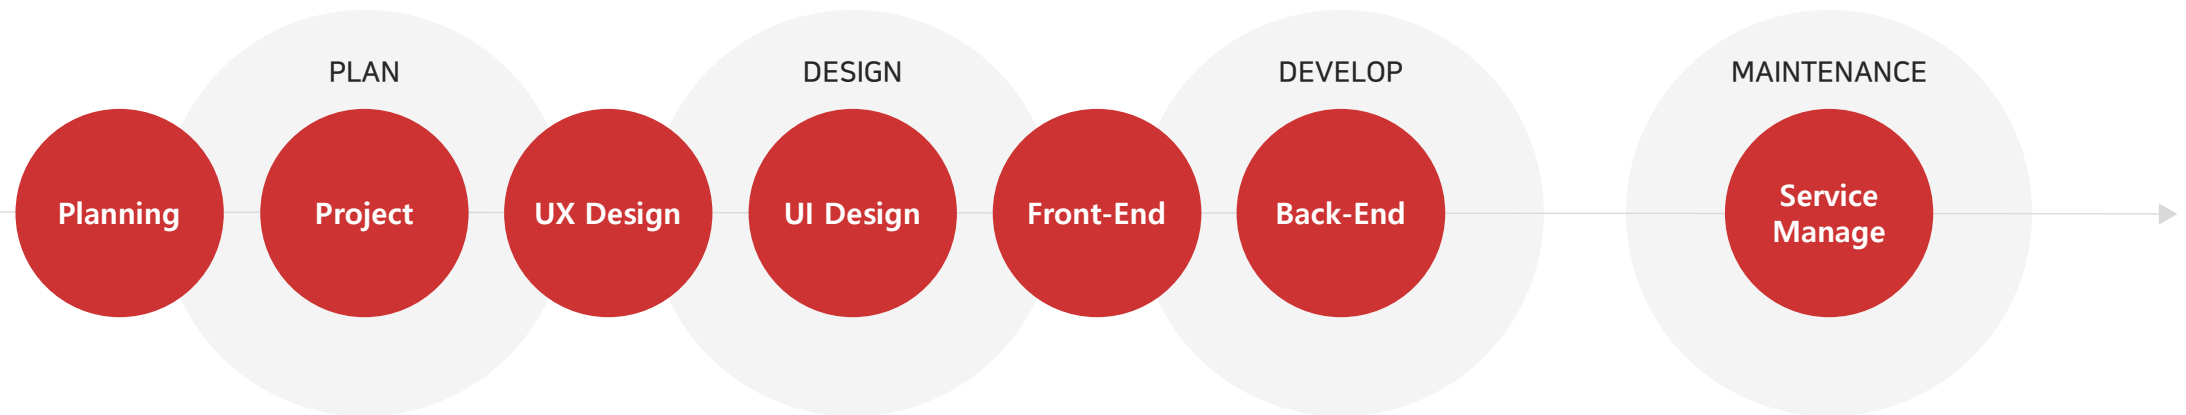 PLAN
DESIGN
DEVELOP
MAINTENANCE
Planning
Project
UX Design
UI Design
Front-End
Back-End
Service
Manage